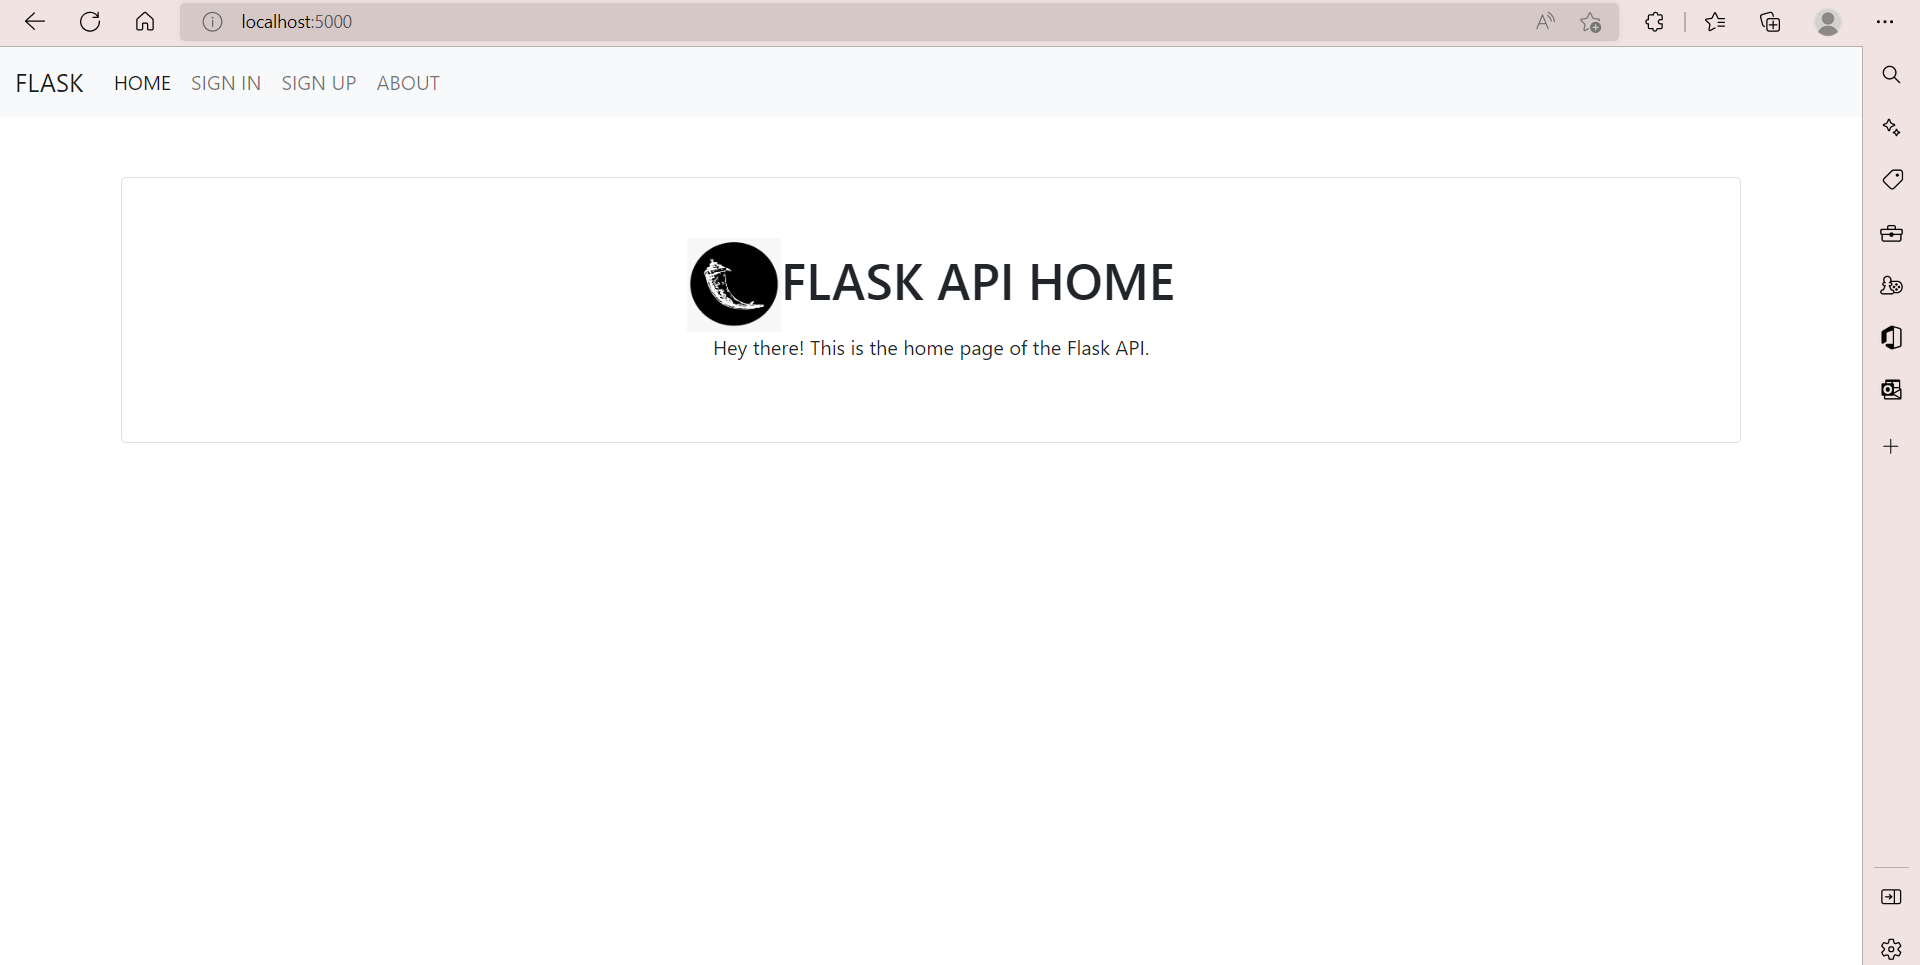 localhost:5000
FLASK HOME SIGN IN SIGN UP ABOUT
FLASK API HOME
Hey there! This is the home page of the Flask API.